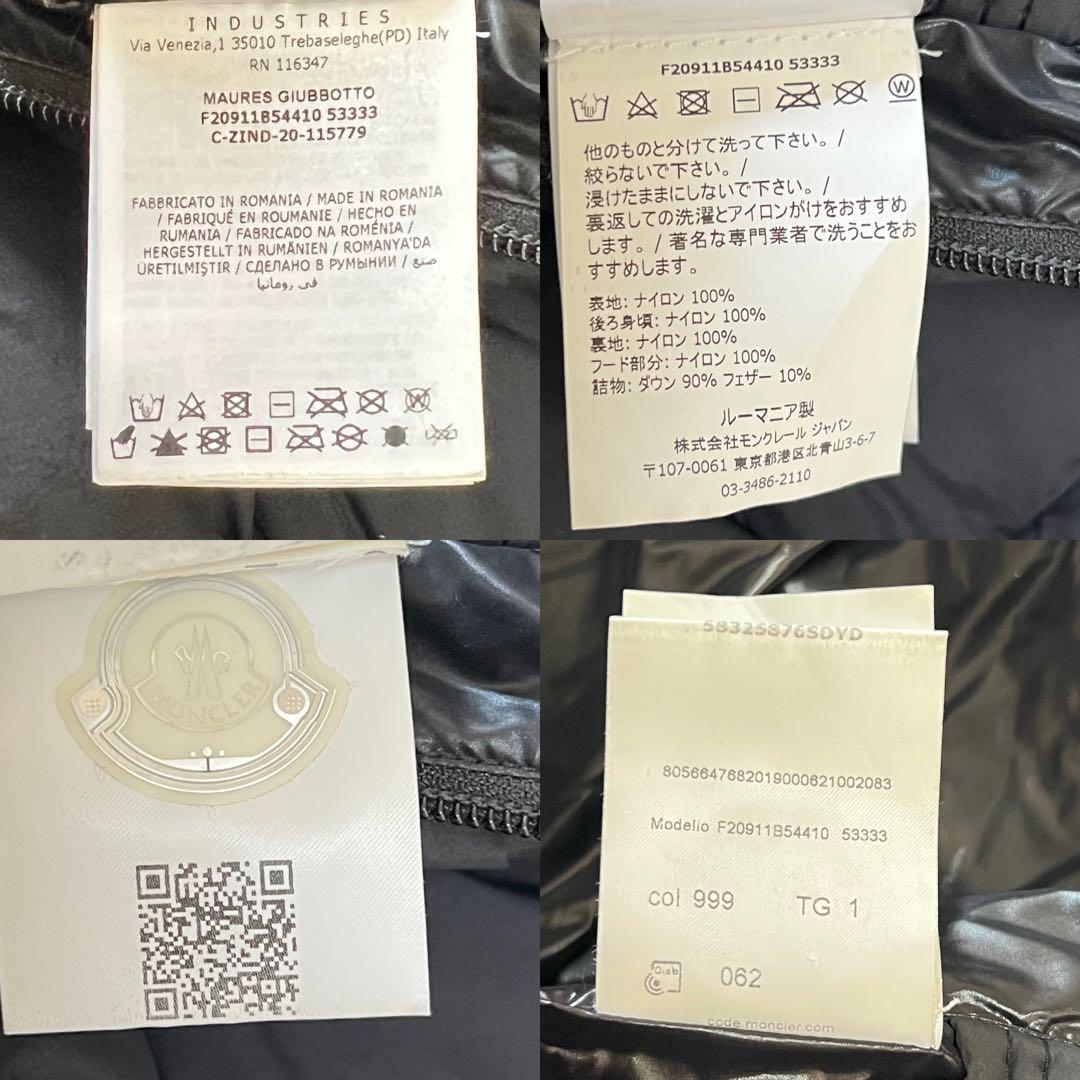 INDUSTRIES
Via Venezia,1 35010 Trebaseleghe(PD) Italy
RN 116347
MAURES GIUBBOTTO
F20911B54410 53333
C-ZIND-20-115779
FABBRICATO IN ROMANIA / MADE IN ROMANIA
/ FABRIQUÉ EN ROUMANIE / HECHO EN
RUMANIA / FABRICADO NA ROMÉNIA /
HERGESTELLT IN RUMÄNIEN / ROMANYA'DA
ÜRETILMIŞTIR / СДЕЛАНО В РУМЫНИИ / صنع
في رومانيا
F20911B54410 53333
W
他のものと分けて洗って下さい。/
絞らないで下さい。/
浸けたままにしないで下さい。/
裏返しての洗濯とアイロンがけをおすすめ
します。/ 著名な専門業者で洗うことをお
すすめします。
表地: ナイロン 100%
後ろ身頃: ナイロン 100%
裏地: ナイロン 100%
フード部分: ナイロン 100%
詰物: ダウン 90% フェザー 10%
ルーマニア製
株式会社モンクレール ジャパン
〒107-0061 東京都港区北青山3-6-7
03-3486-2110
MONCLER
58325876SDYD
8056647682019000621002083
Modello F20911B54410 53333
col 999 TG 1
062
code.moncler.com